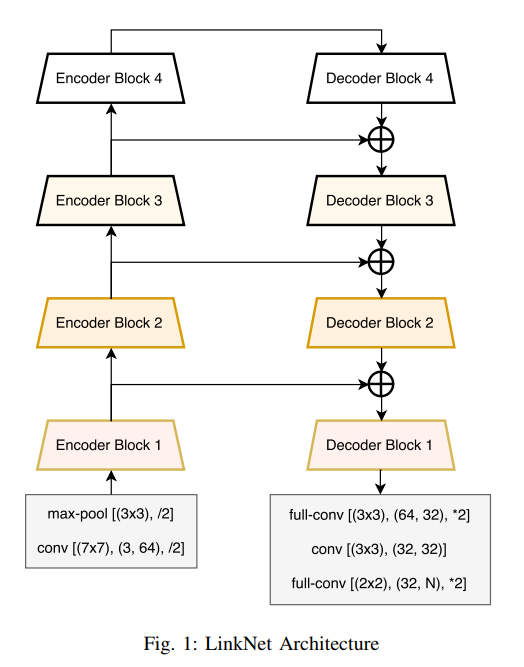 Encoder Block 4
Decoder Block 4
Encoder Block 3
Decoder Block 3
Encoder Block 2
Decoder Block 2
Encoder Block 1
Decoder Block 1
max-pool [(3x3), /2]
conv [(7x7), (3, 64), /2]
full-conv [(3x3), (64, 32), *2]
conv [(3x3), (32, 32)]
full-conv [(2x2), (32, N), *2]
Fig. 1: LinkNet Architecture